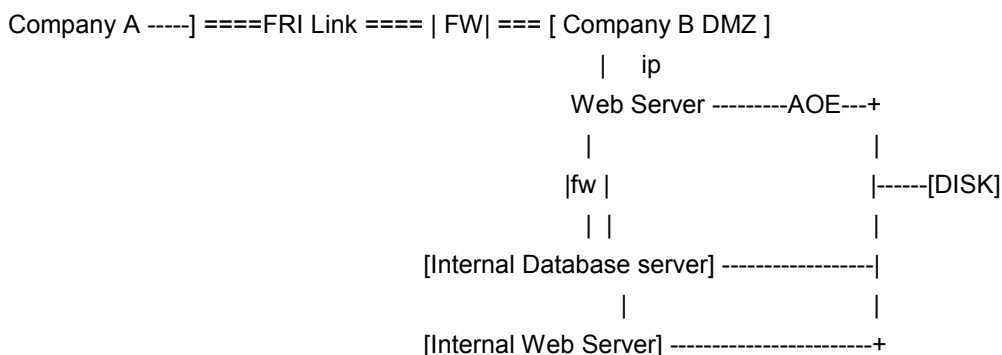 Company A -----] ====FRI Link ==== | FW| === [ Company B DMZ ]
| ip
Web Server ---------AOE---+
| |
|fw | |------[DISK]
| | |
[Internal Database server] -------------------|
| |
[Internal Web Server] -------------------------+